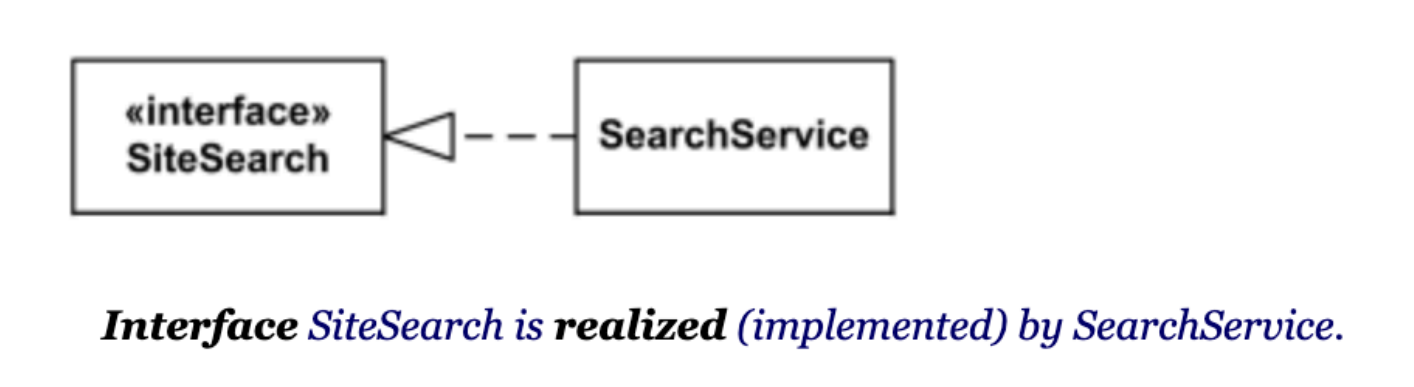 «interface»
SiteSearch
SearchService
Interface SiteSearch is realized (implemented) by SearchService.